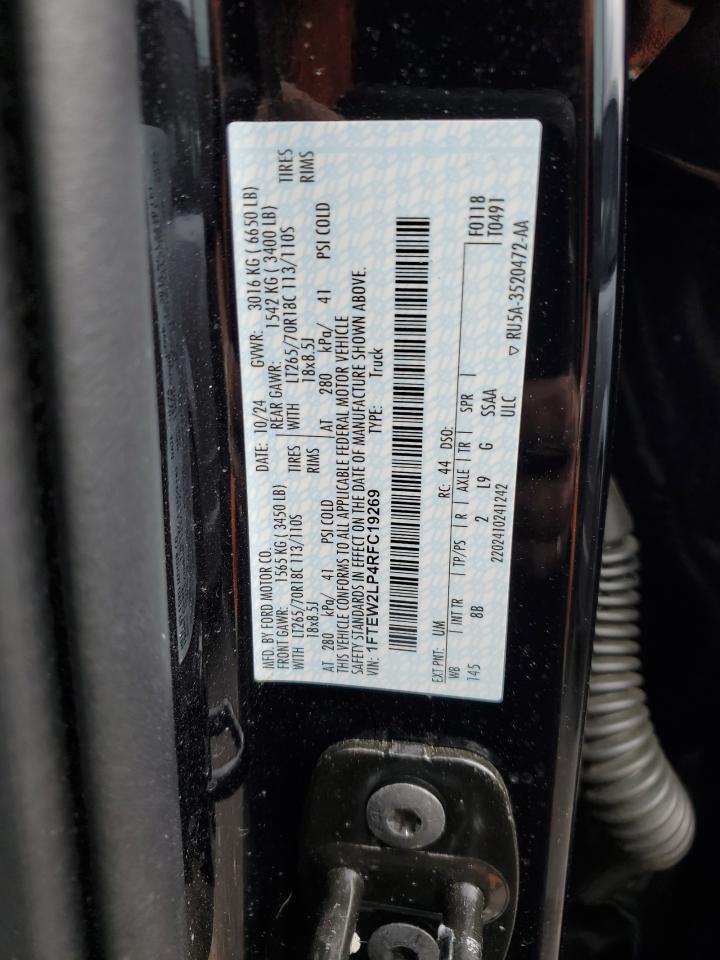 MFD. BY FORD MOTOR CO. DATE: 10/24 GVWR: 3016 KG ( 6650 LB)
FRONT GAWR: 1565 KG ( 3450 LB) REAR GAWR: 1542 KG ( 3400 LB)
WITH LT265/70R18C 113/110S TIRES WITH LT265/70R18C 113/110S TIRES
18x8.5J RIMS 18x8.5J RIMS
AT 280 kPa/ 41 PSI COLD AT 280 kPa/ 41 PSI COLD
THIS VEHICLE CONFORMS TO ALL APPLICABLE FEDERAL MOTOR VEHICLE
SAFETY STANDARDS IN EFFECT ON THE DATE OF MANUFACTURE SHOWN ABOVE.
VIN: 1FTEW2LP4RFC19269 TYPE: Truck
EXT PNT: UM RC: 44 DSO: F0118
WB INT TR TP/PS R AXLE TR SPR T0491
145 8B 2 L9 G SSAA
2202410241242 ULC
▽ RU5A-3520472-AA